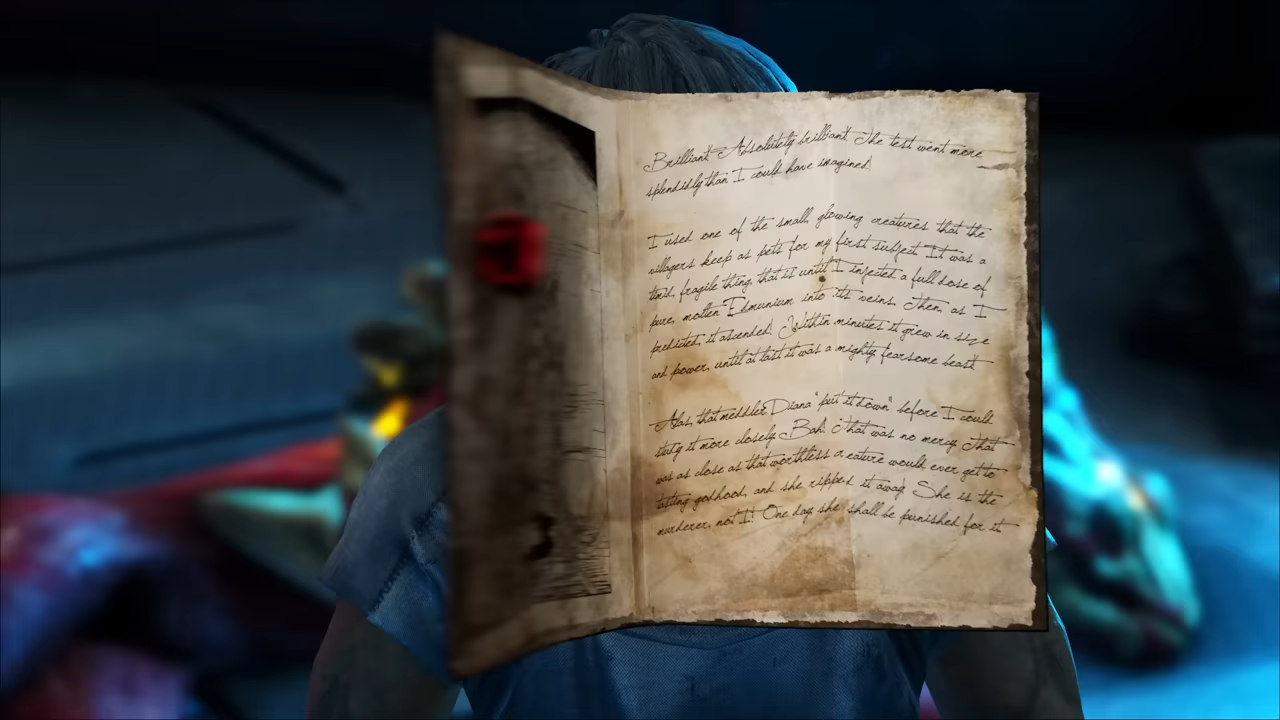 Brilliant! Absolutely brilliant! The test went more
splendidly than I could have imagined!
I used one of the small, glowing creatures that the
villagers keep as pets for my first subject. It was a
timid, fragile thing, that is until I injected a full dose of
pure, molten Edmunium into its veins. Then, as I
predicted, it ascended! Within minutes it grew in size
and power, until at last it was a mighty fearsome beast.
Alas, that meddler Diana "put it down" before I could
study it more closely. Bah! That was no mercy. That
was as close as that worthless creature would ever get to
tasting godhood, and she ripped it away. She is the
murderer, not I! One day she shall be punished for it.